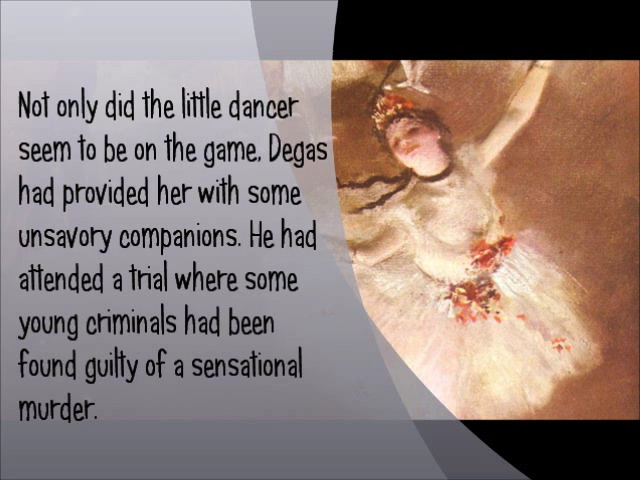 Not only did the little dancer
seem to be on the game, Degas
had provided her with some
unsavory companions. He had
attended a trial where some
young criminals had been
found guilty of a sensational
murder.